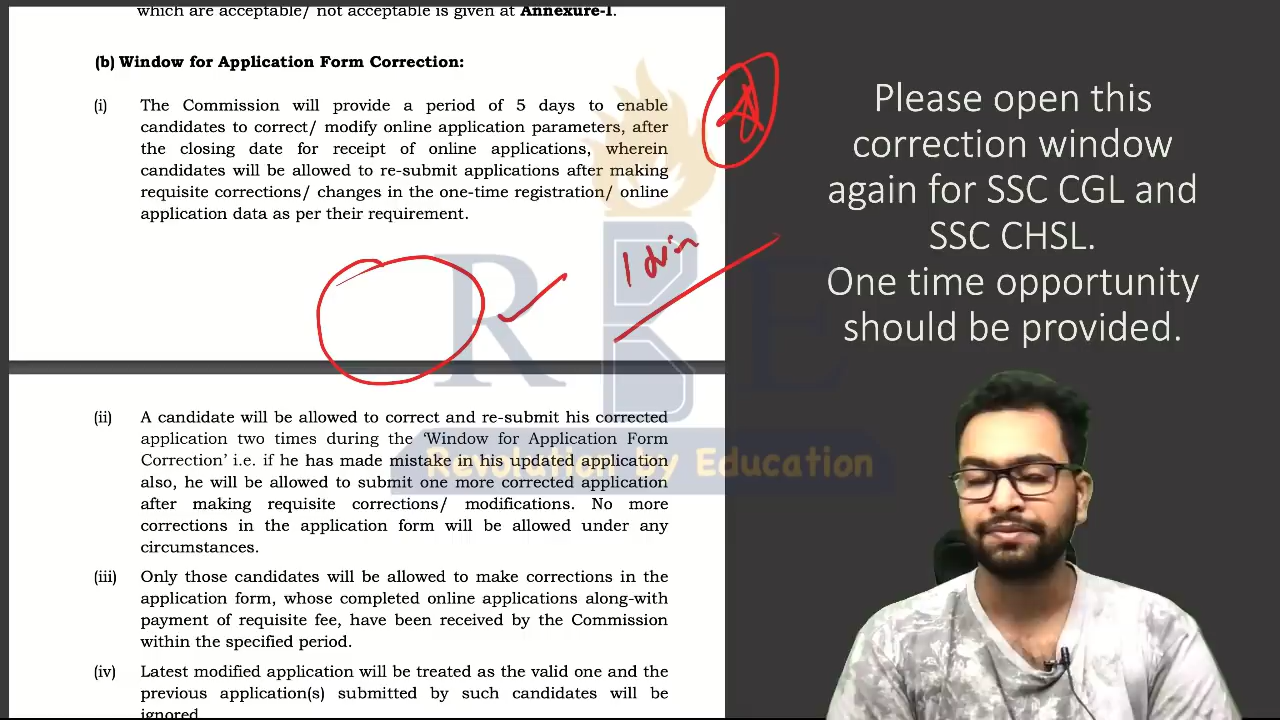 which are acceptable/ not acceptable is given at Annexure-I.
(b) Window for Application Form Correction:
(i) The Commission will provide a period of 5 days to enable
candidates to correct/ modify online application parameters, after
the closing date for receipt of online applications, wherein
candidates will be allowed to re-submit applications after making
requisite corrections/ changes in the one-time registration/ online
application data as per their requirement.
R B E
Revolution by Education
(ii) A candidate will be allowed to correct and re-submit his corrected
application two times during the 'Window for Application Form
Correction' i.e. if he has made mistake in his updated application
also, he will be allowed to submit one more corrected application
after making requisite corrections/ modifications. No more
corrections in the application form will be allowed under any
circumstances.
(iii) Only those candidates will be allowed to make corrections in the
application form, whose completed online applications along-with
payment of requisite fee, have been received by the Commission
within the specified period.
(iv) Latest modified application will be treated as the valid one and the
previous application(s) submitted by such candidates will be
ignored
Please open this
correction window
again for SSC CGL and
SSC CHSL.
One time opportunity
should be provided.